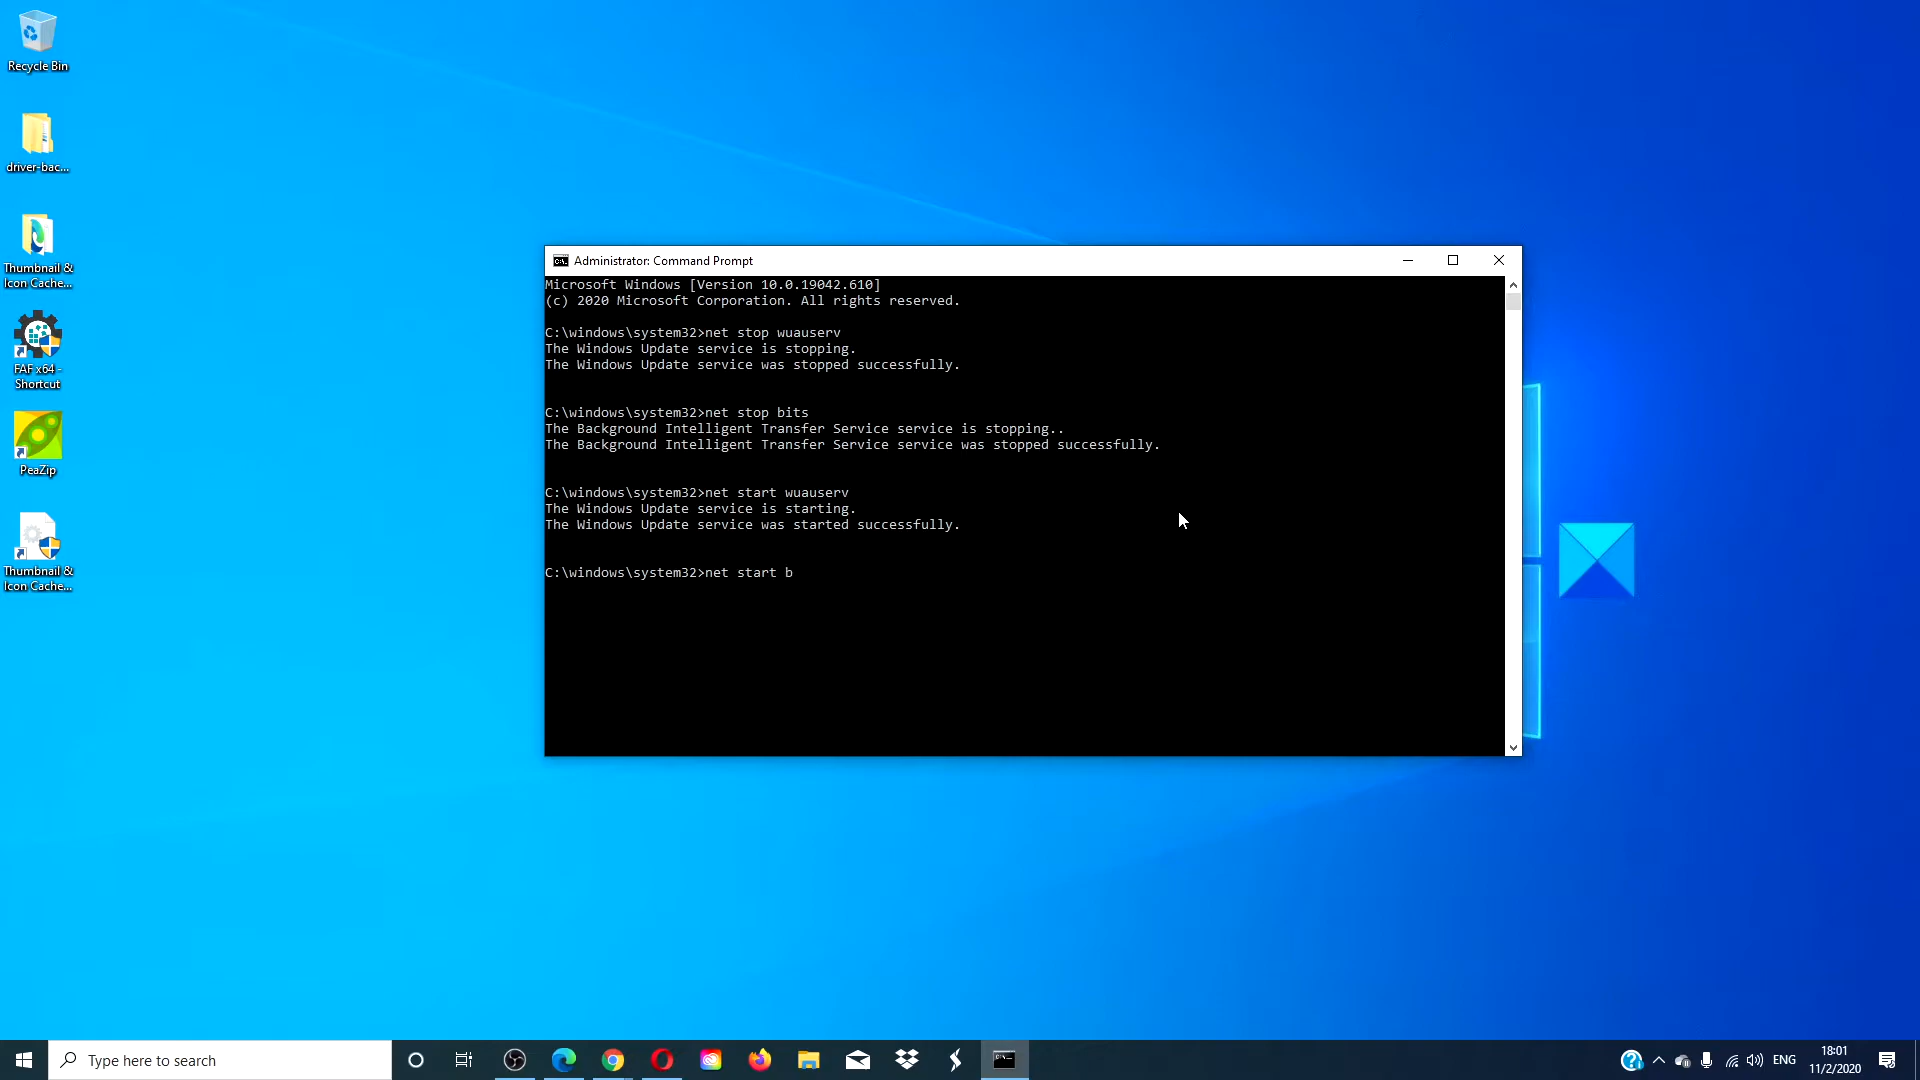 Recycle Bin
driver-bac...
Thumbnail &
Icon Cache...
FAF x64 -
Shortcut
PeaZip
Thumbnail &
Icon Cache...
Administrator: Command Prompt
Microsoft Windows [Version 10.0.19042.610]
(c) 2020 Microsoft Corporation. All rights reserved.
C:\windows\system32>net stop wuauserv
The Windows Update service is stopping.
The Windows Update service was stopped successfully.
C:\windows\system32>net stop bits
The Background Intelligent Transfer Service service is stopping..
The Background Intelligent Transfer Service service was stopped successfully.
C:\windows\system32>net start wuauserv
The Windows Update service is starting.
The Windows Update service was started successfully.
C:\windows\system32>net start b
Type here to search
ENG
18:01
11/2/2020